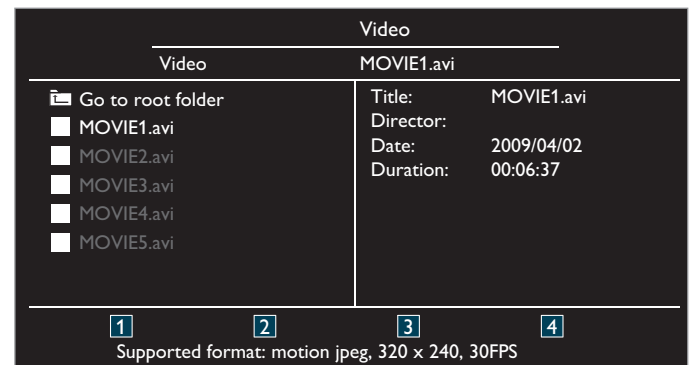 Video
Video
MOVIE1.avi
Go to root folder
MOVIE1.avi
MOVIE2.avi
MOVIE3.avi
MOVIE4.avi
MOVIE5.avi
Title: MOVIE1.avi
Director:
Date: 2009/04/02
Duration: 00:06:37
1 2 3 4
Supported format: motion jpeg, 320 x 240, 30FPS